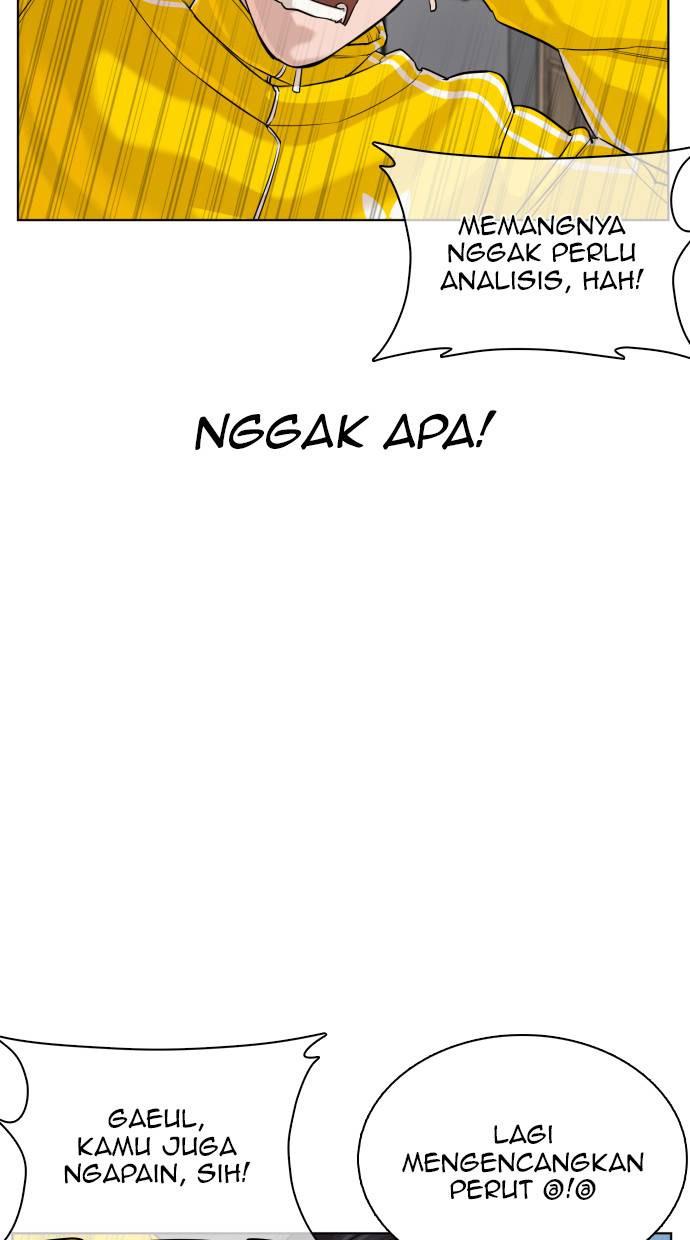 MEMANGNYA
NGGAK PERLU
ANALISIS, HAH!
NGGAK APA!
GAEUL,
KAMU JUGA
NGAPAIN, SIH!
LAGI
MENGENCANGKAN
PERUT @!@